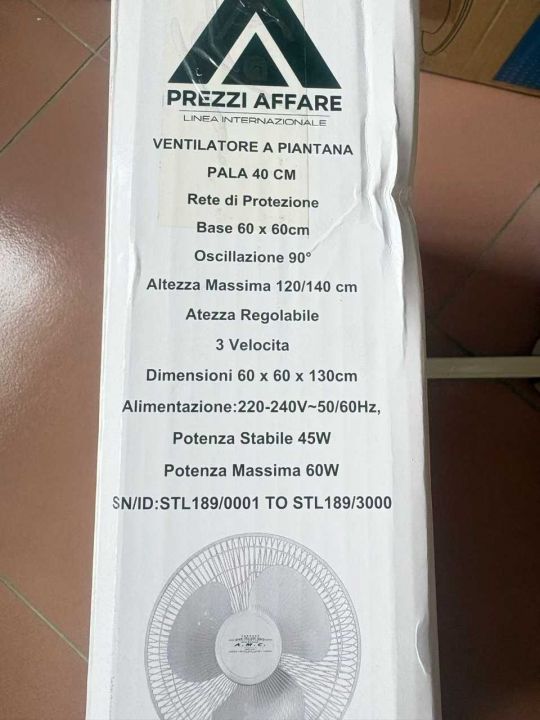 PREZZI AFFARE
LINEA INTERNAZIONALE
VENTILATORE A PIANTANA
PALA 40 CM
Rete di Protezione
Base 60 x 60cm
Oscillazione 90°
Altezza Massima 120/140 cm
Atezza Regolabile
3 Velocita
Dimensioni 60 x 60 x 130cm
Alimentazione:220-240V~50/60Hz,
Potenza Stabile 45W
Potenza Massima 60W
SN/ID:STL189/0001 TO STL189/3000
A.M.C.